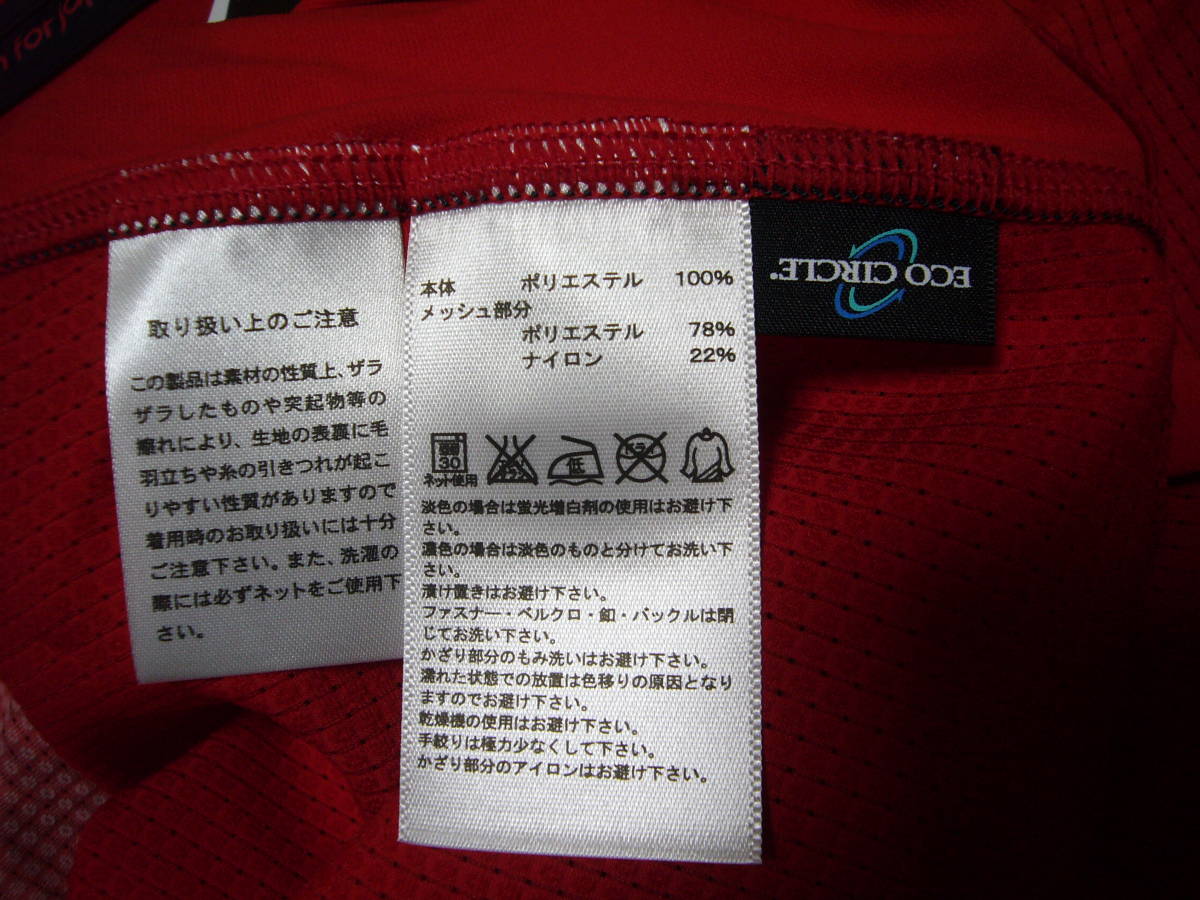 取り扱い上のご注意
この製品は素材の性質上、ザラ
ザラしたものや突起物等の
擦れにより、生地の表裏に毛
羽立ちや糸の引きつれが起こ
りやすい性質がありますので
着用時のお取り扱いには十分
ご注意下さい。また、洗濯の
際には必ずネットをご使用下
さい。
本体 ポリエステル 100%
メッシュ部分
ポリエステル 78%
ナイロン 22%
30
ネット使用
低
淡色の場合は蛍光増白剤の使用はお避け下
さい。
濃色の場合は淡色のものと分けてお洗い下
さい。
漬け置きはお避け下さい。
ファスナー・ベルクロ・釦・バックルは閉
じてお洗い下さい。
かざり部分のもみ洗いはお避け下さい。
濡れた状態での放置は色移りの原因となり
ますのでお避け下さい。
乾燥機の使用はお避け下さい。
手絞りは極力少なくして下さい。
かざり部分のアイロンはお避け下さい。
ECO CIRCLE®